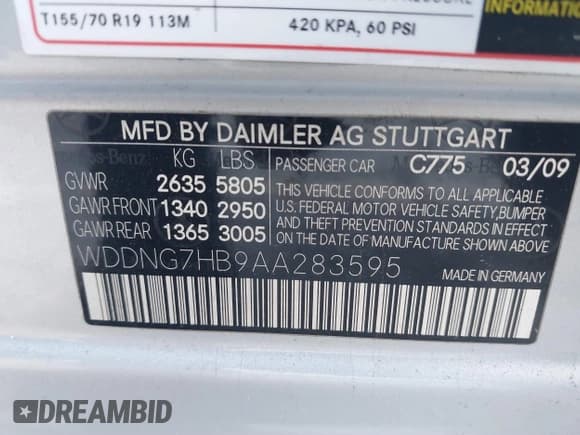 T155/70 R19 113M
420 KPA, 60 PSI
INFORMATION
MFD BY DAIMLER AG STUTTGART
KG LBS PASSENGER CAR C775 03/09
GVWR 2635 5805
GAWR FRONT 1340 2950
GAWR REAR 1365 3005
THIS VEHICLE CONFORMS TO ALL APPLICABLE
U.S. FEDERAL MOTOR VEHICLE SAFETY,BUMPER
AND THEFT PREVENTION STANDARDS IN EFFECT
ON THE DATE OF MANUFACTURE SHOWN ABOVE.
WDDNG7HB9AA283595
MADE IN GERMANY
DREAMBID